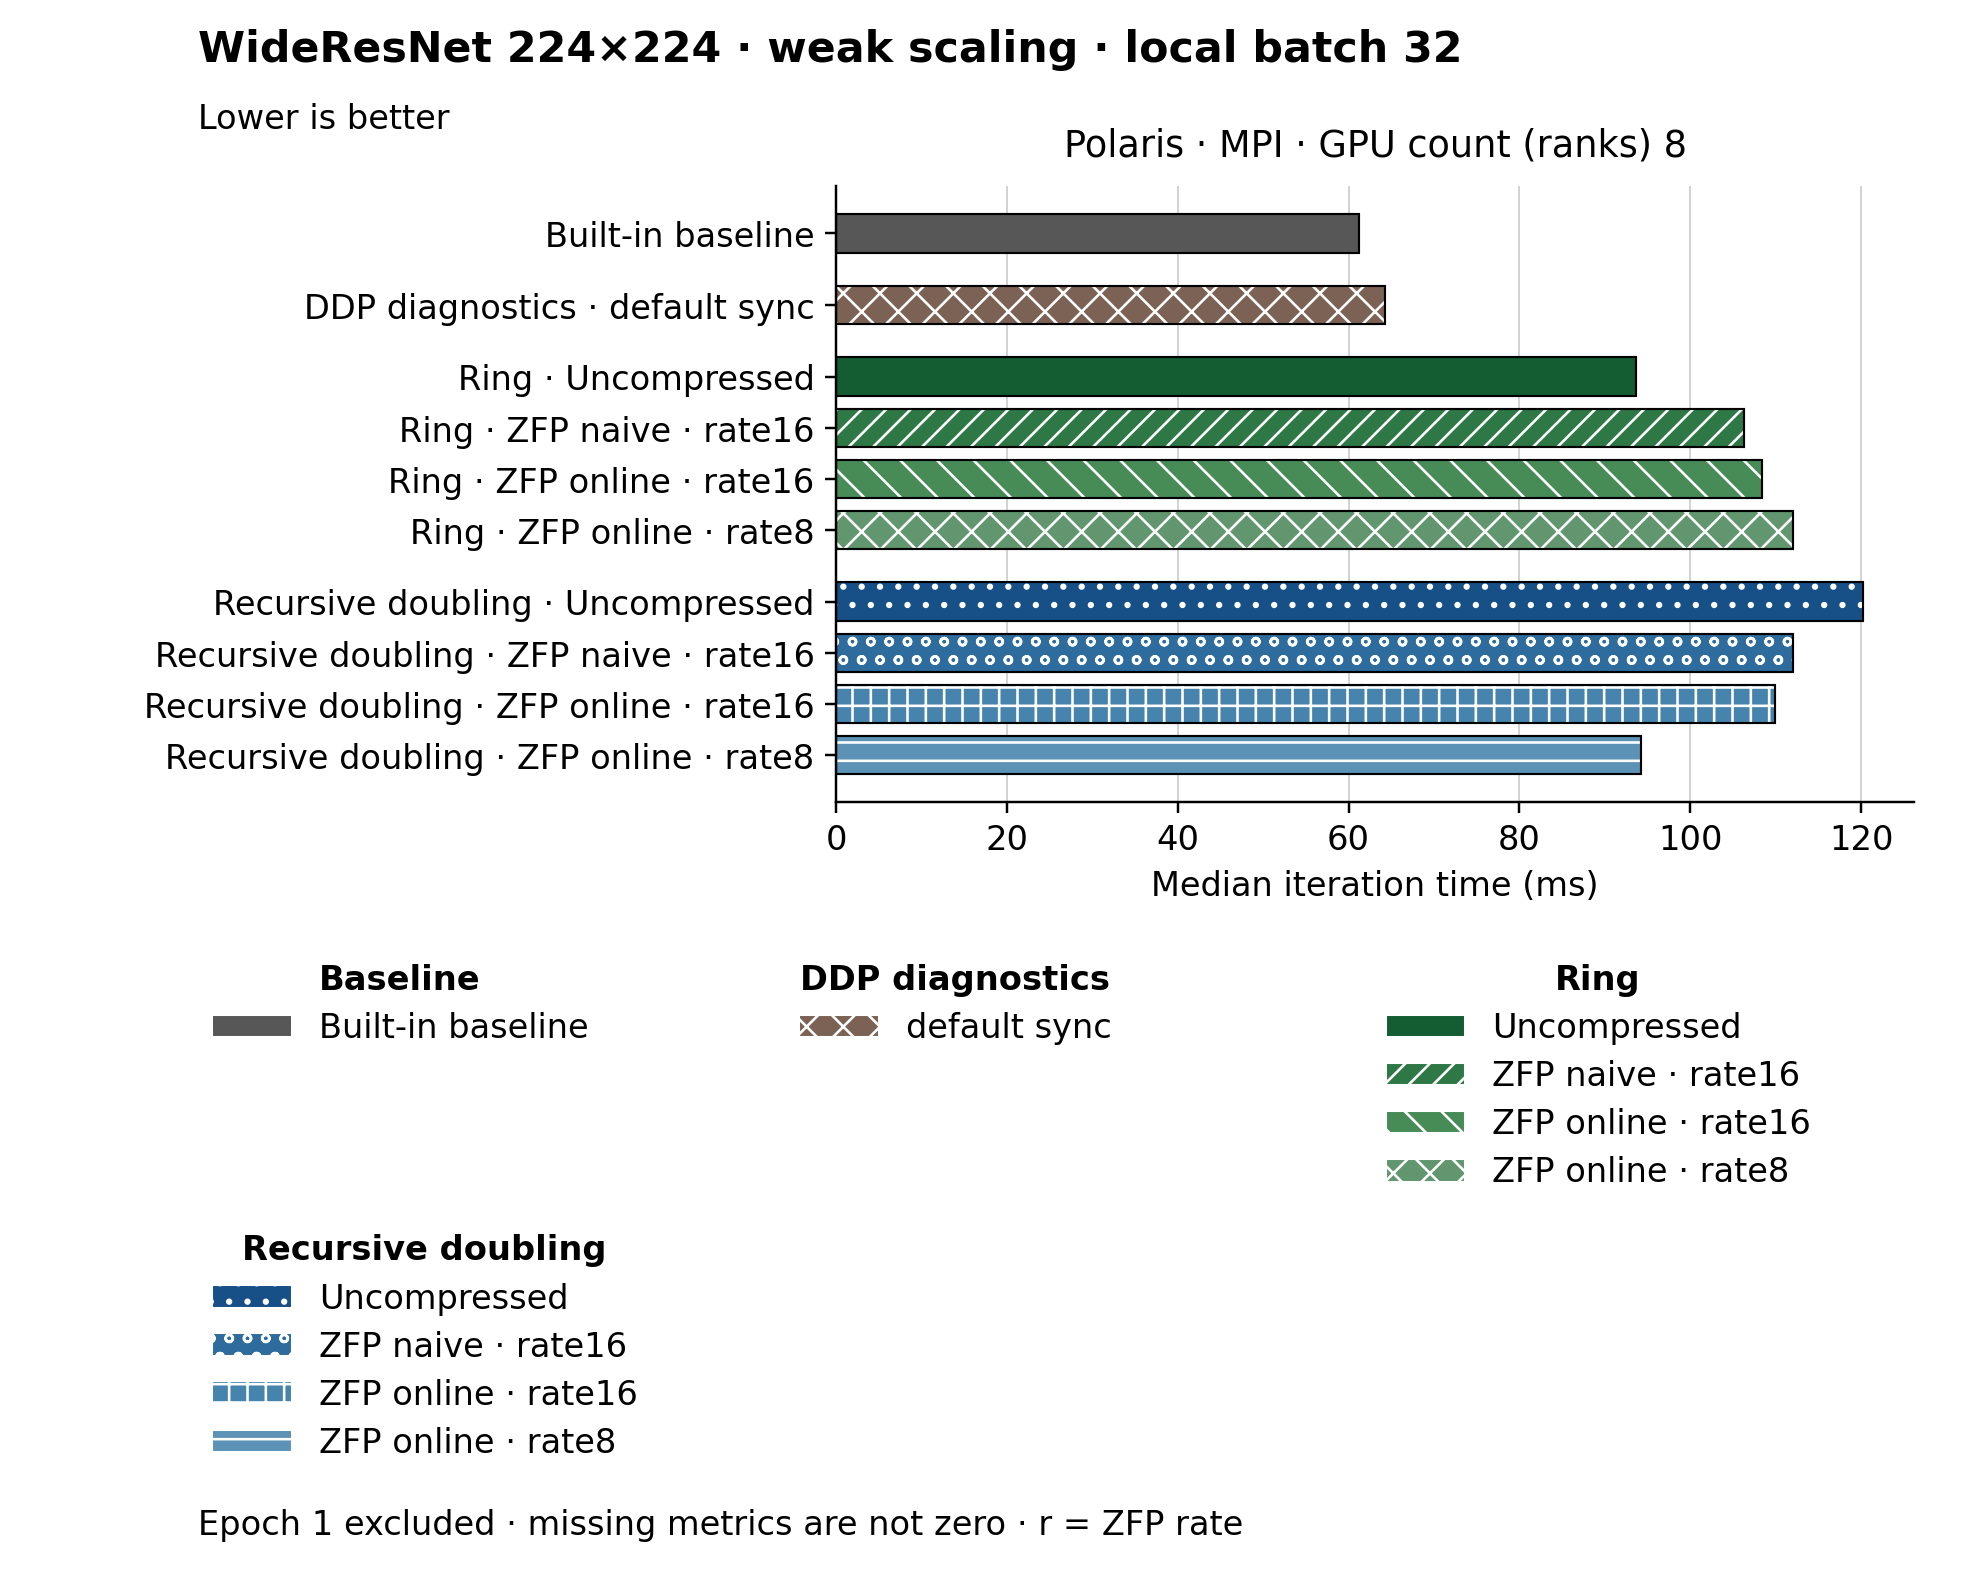 WideResNet 224×224 · weak scaling · local batch 32
Lower is better
Polaris · MPI · GPU count (ranks) 8
Built-in baseline
DDP diagnostics · default sync
Ring · Uncompressed
Ring · ZFP naive · rate16
Ring · ZFP online · rate16
Ring · ZFP online · rate8
Recursive doubling · Uncompressed
Recursive doubling · ZFP naive · rate16
Recursive doubling · ZFP online · rate16
Recursive doubling · ZFP online · rate8
0 20 40 60 80 100 120
Median iteration time (ms)
Baseline
Built-in baseline
DDP diagnostics
default sync
Ring
Uncompressed
ZFP naive · rate16
ZFP online · rate16
ZFP online · rate8
Recursive doubling
Uncompressed
ZFP naive · rate16
ZFP online · rate16
ZFP online · rate8
Epoch 1 excluded · missing metrics are not zero · r = ZFP rate